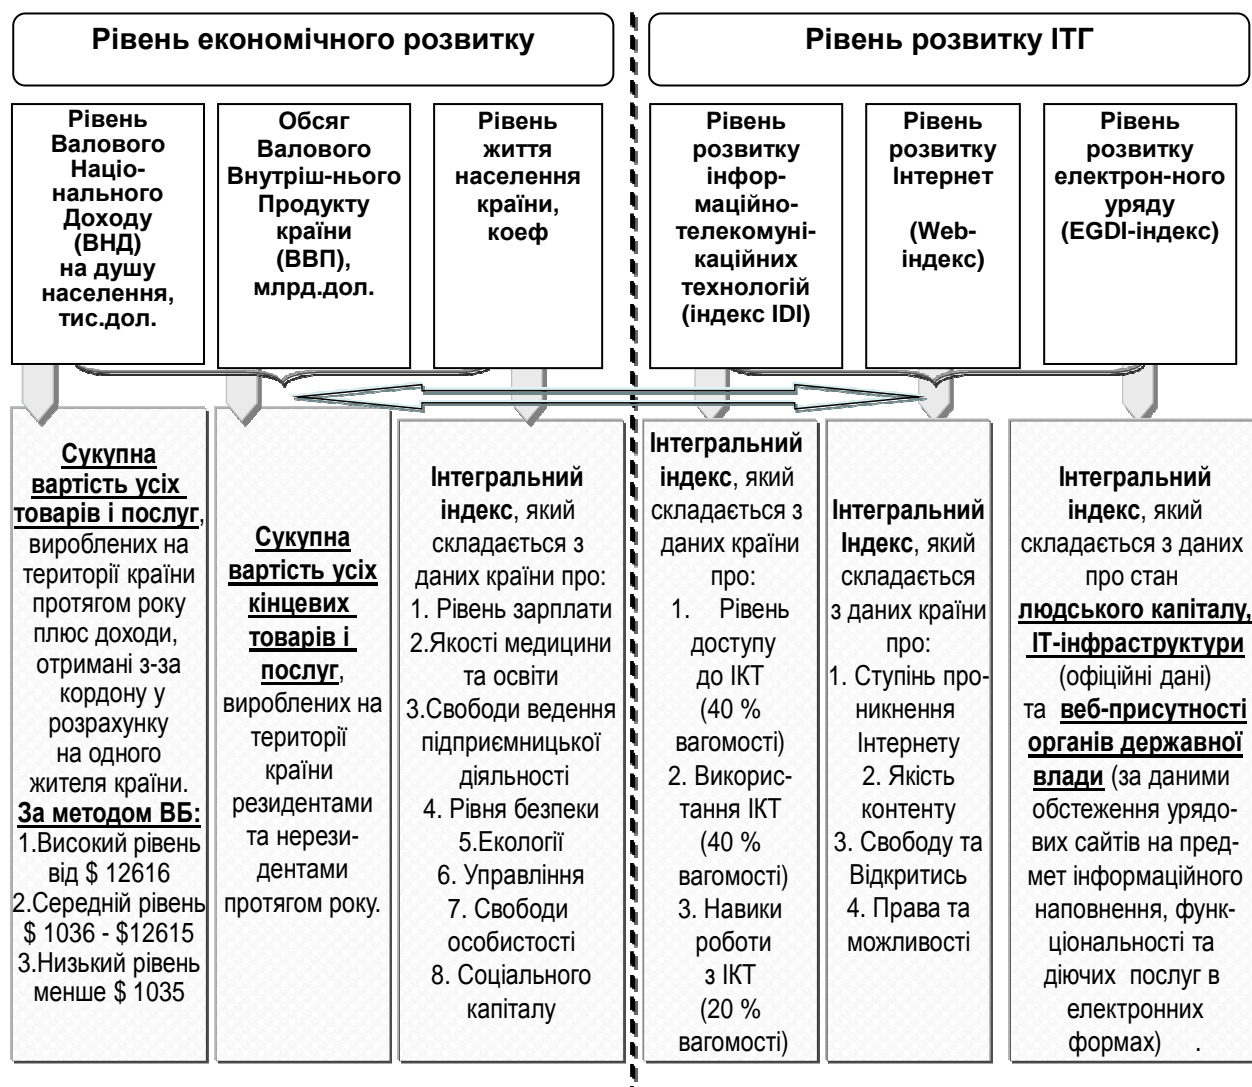 Рівень економічного розвитку
Рівень розвитку ІТГ
Рівень
Валового
Націо-
нального
Доходу
(ВНД)
на душу
населення,
тис.дол.
Обсяг
Валового
Внутріш-нього
Продукту
країни
(ВВП),
млрд.дол.
Рівень
життя
населення
країни,
коеф
Рівень
розвитку
інфор-
маційно-
телекомуні-
каційних
технологій
(індекс IDI)
Рівень
розвитку
Інтернет
(Web-
індекс)
Рівень
розвитку
електрон-ного
уряду
(EGDI-індекс)
Сукупна
вартість усіх
товарів і послуг,
вироблених на
території країни
протягом року
плюс доходи,
отримані з-за
кордону у
розрахунку
на одного
жителя країни.
За методом ВБ:
1.Високий рівень
від $ 12616
2.Середній рівень
$ 1036 - $12615
3.Низький рівень
менше $ 1035
Сукупна
вартість усіх
кінцевих
товарів і
послуг,
вироблених на
території
країни
резидентами
та нерези-
дентами
протягом року.
Інтегральний
індекс, який
складається з
даних країни про:
1. Рівень зарплати
2.Якості медицини
та освіти
3.Свободи ведення
підприємницької
діяльності
4. Рівня безпеки
5.Екології
6. Управління
7. Свободи
особистості
8. Соціального
капіталу
Інтегральний
індекс, який
складається з
даних країни
про:
1. Рівень
доступу
до ІКТ
(40 %
вагомості)
2. Викорис-
тання ІКТ
(40 %
вагомості)
3. Навики
роботи
з ІКТ
(20 %
вагомості)
Інтегральний
Індекс, який
складається
з даних країни
про:
1. Ступінь про-
никнення
Інтернету
2. Якість
контенту
3. Свободу та
Відкритись
4. Права та
можливості
Інтегральний
індекс, який
складається з даних
про стан
людського капіталу,
ІТ-інфраструктури
(офіційні дані)
та веб-присутності
органів державної
влади (за даними
обстеження урядо-
вих сайтів на пред-
мет інформаційного
наповнення, функ-
ціональності та
діючих послуг в
електронних
формах) .